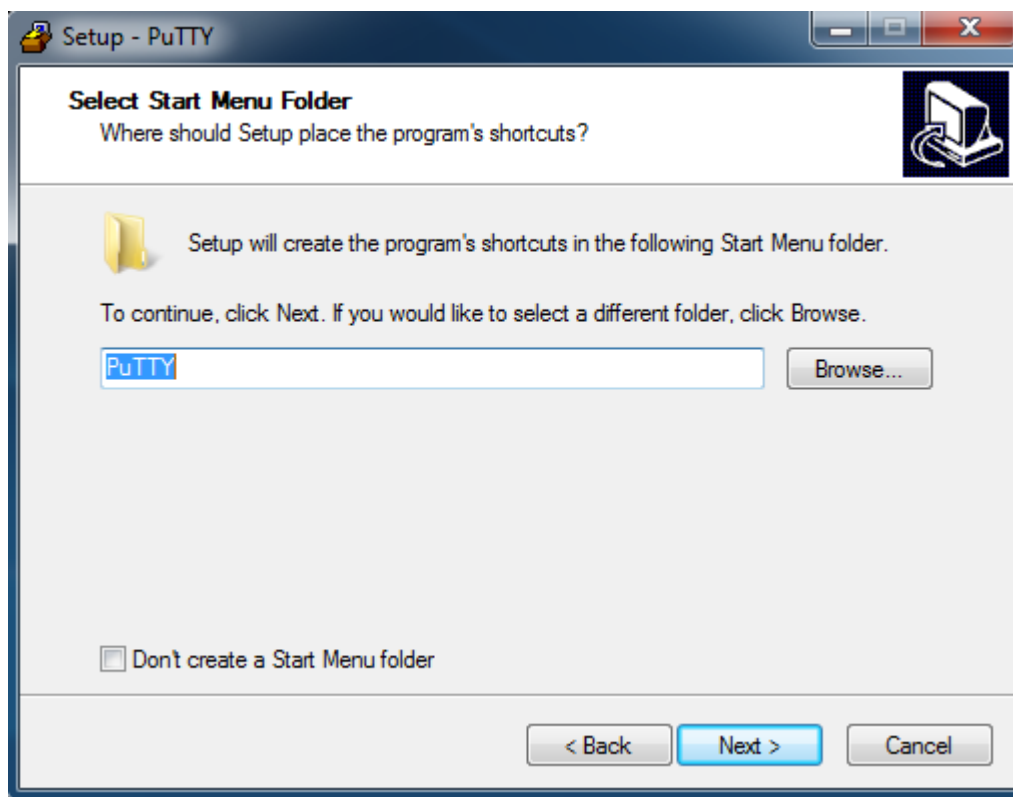 Setup - PuTTY
Select Start Menu Folder
Where should Setup place the program's shortcuts?
Setup will create the program's shortcuts in the following Start Menu folder.
To continue, click Next. If you would like to select a different folder, click Browse.
PuTTY
Browse...
Don't create a Start Menu folder
< Back
Next >
Cancel